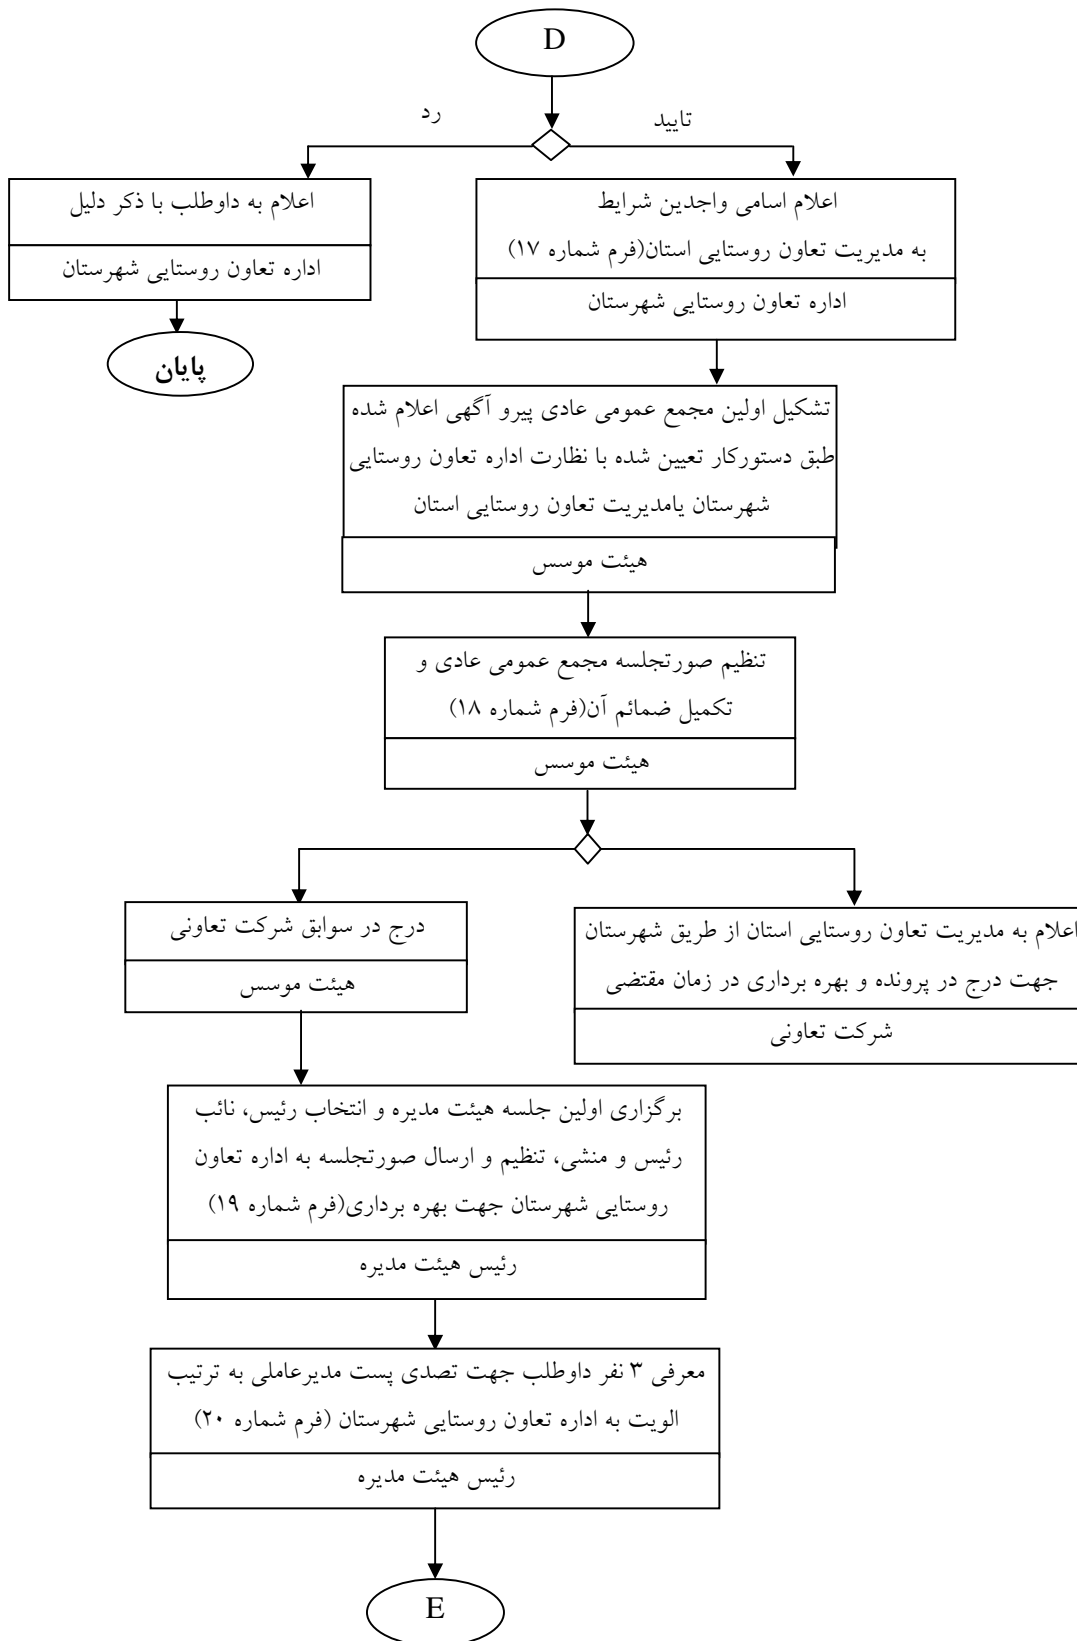 D
تایید
رد
اعلام اسامی واجدین شرایط
به مدیریت تعاون روستایی استان(فرم شماره ۱۷)
اداره تعاون روستایی شهرستان
اعلام به داوطلب با ذکر دلیل
اداره تعاون روستایی شهرستان
پایان
تشکیل اولین مجمع عمومی عادی پیرو آگهی اعلام شده
طبق دستورکار تعیین شده با نظارت اداره تعاون روستایی
شهرستان یامدیریت تعاون روستایی استان
هیئت موسس
تنظیم صورتجلسه مجمع عمومی عادی و
تکمیل ضمائم آن(فرم شماره ۱۸)
هیئت موسس
اعلام به مدیریت تعاون روستایی استان از طریق شهرستان
جهت درج در پرونده و بهره برداری در زمان مقتضی
شرکت تعاونی
درج در سوابق شرکت تعاونی
هیئت موسس
برگزاری اولین جلسه هیئت مدیره و انتخاب رئیس، نائب
رئیس و منشی، تنظیم و ارسال صورتجلسه به اداره تعاون
روستایی شهرستان جهت بهره برداری(فرم شماره ۱۹)
رئیس هیئت مدیره
معرفی ۳ نفر داوطلب جهت تصدی پست مدیرعاملی به ترتیب
الویت به اداره تعاون روستایی شهرستان (فرم شماره ۲۰)
رئیس هیئت مدیره
E